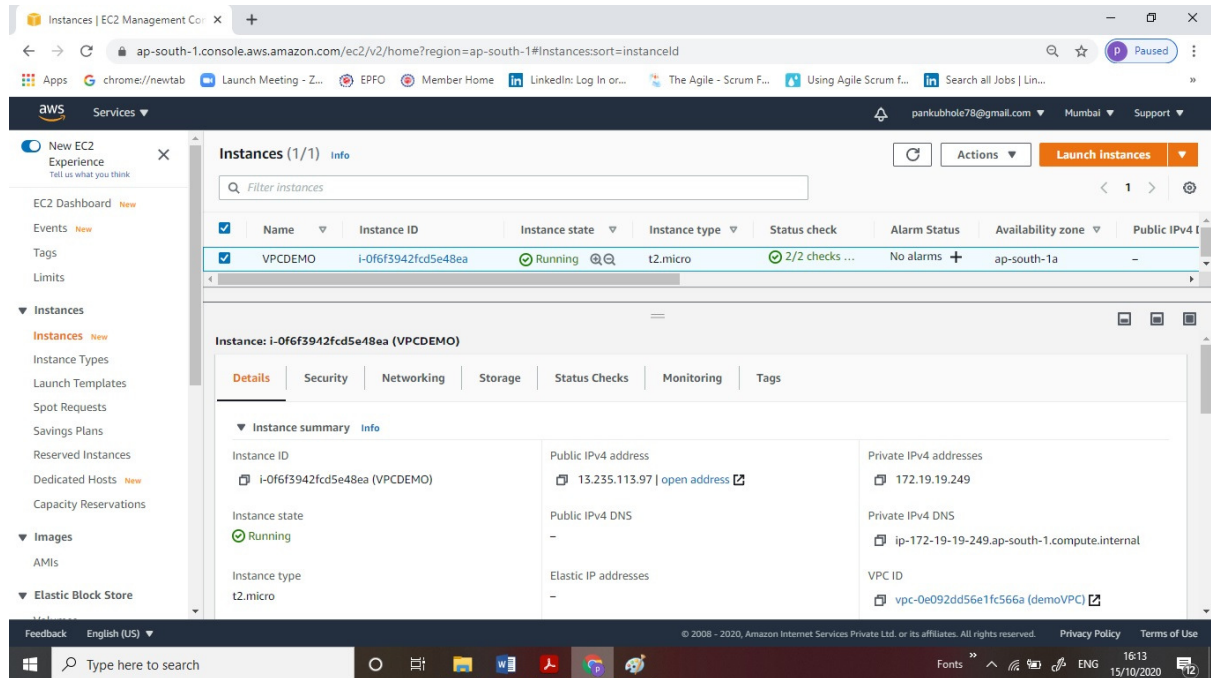 Instances | EC2 Management Con
ap-south-1.console.aws.amazon.com/ec2/v2/home?region=ap-south-1#Instances:sort=instanceId
P Paused
Apps chrome://newtab Launch Meeting - Z... EPFO Member Home LinkedIn: Log In or... The Agile - Scrum F... Using Agile Scrum f... Search all Jobs | Lin... »
aws Services ▼ pankubhole78@gmail.com ▼ Mumbai ▼ Support ▼
New EC2
Experience
Tell us what you think
EC2 Dashboard New
Events New
Tags
Limits
▼ Instances
Instances New
Instance Types
Launch Templates
Spot Requests
Savings Plans
Reserved Instances
Dedicated Hosts New
Capacity Reservations
▼ Images
AMIs
▼ Elastic Block Store
Instances (1/1) Info Actions ▼ Launch instances ▼
Filter instances 1
Name Instance ID Instance state Instance type Status check Alarm Status Availability zone Public IPv4 D
VPCDEMO i-0f6f3942fcd5e48ea Running t2.micro 2/2 checks ... No alarms + ap-south-1a –
Instance: i-0f6f3942fcd5e48ea (VPCDEMO)
Details Security Networking Storage Status Checks Monitoring Tags
▼ Instance summary Info
Instance ID Public IPv4 address Private IPv4 addresses
i-0f6f3942fcd5e48ea (VPCDEMO) 13.235.113.97 | open address 172.19.19.249
Instance state Public IPv4 DNS Private IPv4 DNS
Running – ip-172-19-19-249.ap-south-1.compute.internal
Instance type Elastic IP addresses VPC ID
t2.micro – vpc-0e092dd56e1fc566a (demoVPC)
Feedback English (US) ▼ © 2008 - 2020, Amazon Internet Services Private Ltd. or its affiliates. All rights reserved. Privacy Policy Terms of Use
Type here to search Fonts » ENG 16:13
15/10/2020 12